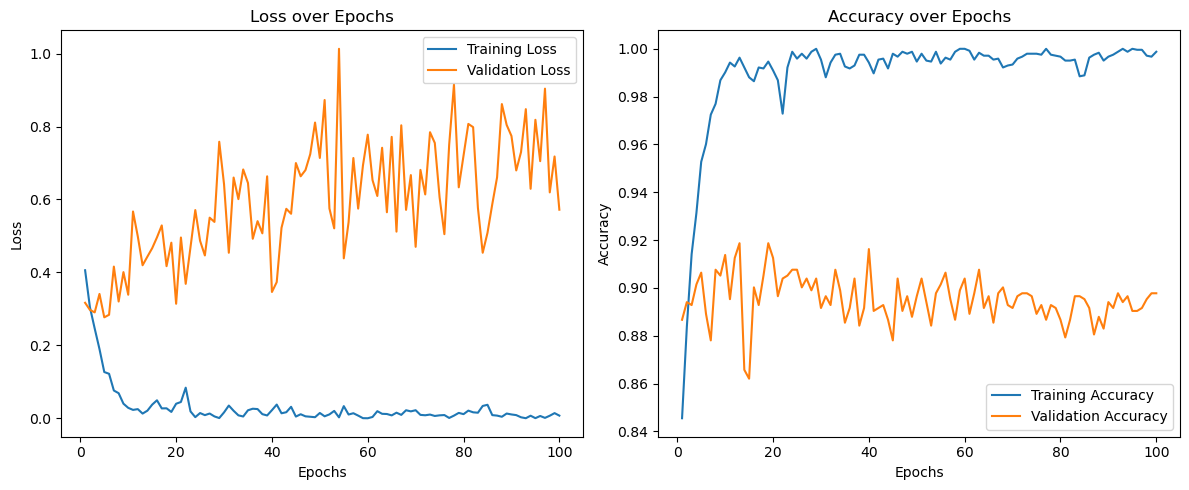 Loss over Epochs
Training Loss
Validation Loss
1.0
0.8
0.6
0.4
0.2
0.0
Loss
0
20
40
60
80
100
Epochs
Accuracy over Epochs
1.00
0.98
0.96
0.94
0.92
0.90
0.88
0.86
0.84
Accuracy
Training Accuracy
Validation Accuracy
0
20
40
60
80
100
Epochs